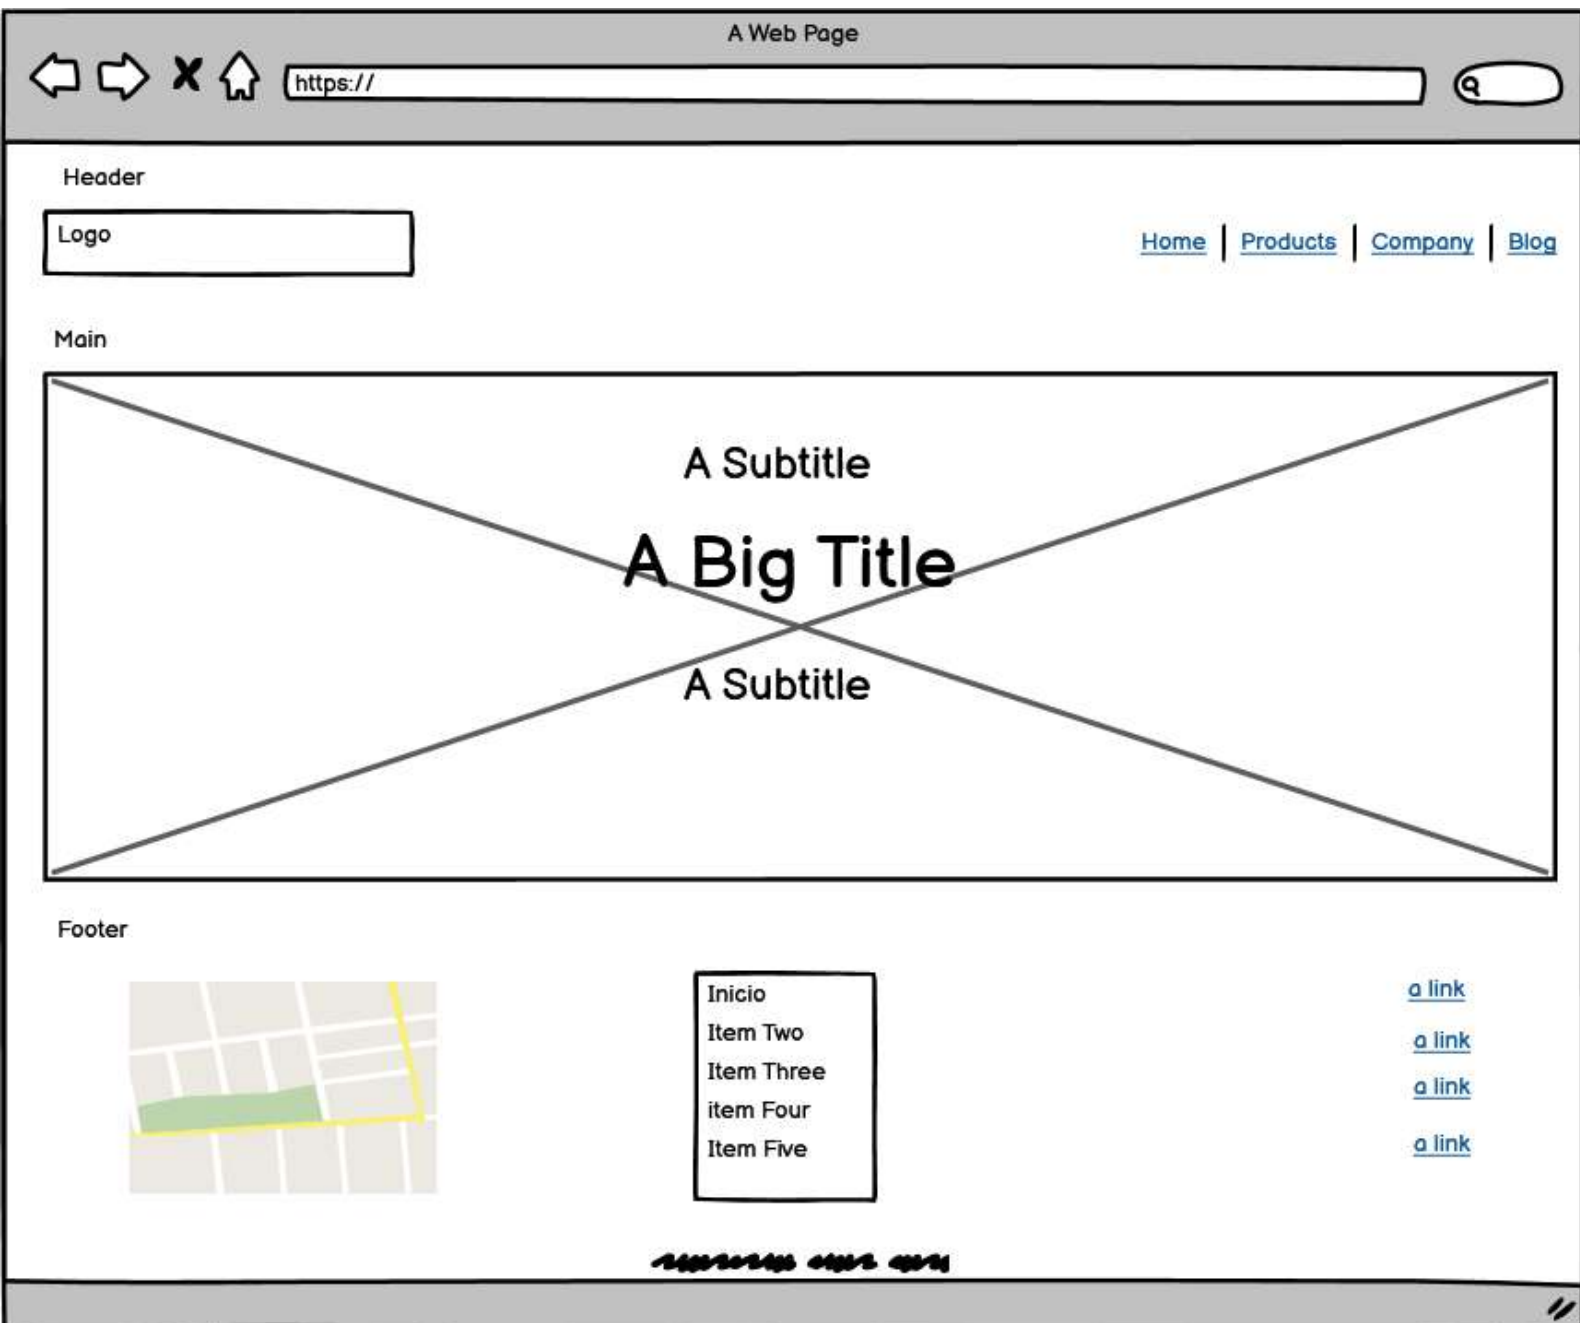 A Web Page
https://
Header
Logo
Home | Products | Company | Blog
Main
A Subtitle
A Big Title
A Subtitle
Footer
Inicio
Item Two
Item Three
item Four
Item Five
a link
a link
a link
a link